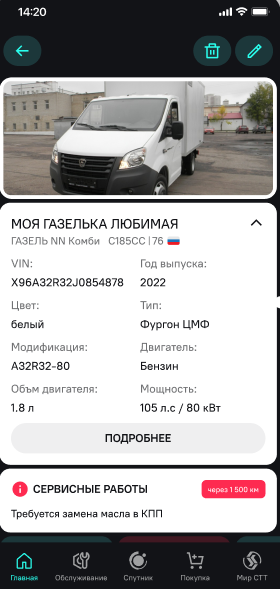 14:20
МОЯ ГАЗЕЛЬКА ЛЮБИМАЯ
ГАЗЕЛЬ NN Комби C185CC | 76
VIN: Год выпуска:
X96A32R32J0854878 2022
Цвет: Тип:
белый Фургон ЦМФ
Модификация: Двигатель:
A32R32-80 Бензин
Объм двигателя: Мощность:
1.8 л 105 л.с / 80 кВт
ПОДРОБНЕЕ
СЕРВИСНЫЕ РАБОТЫ через 1 500 км
Требуется замена масла в КПП
Главная Обслуживание Спутник Покупка Мир СТТ